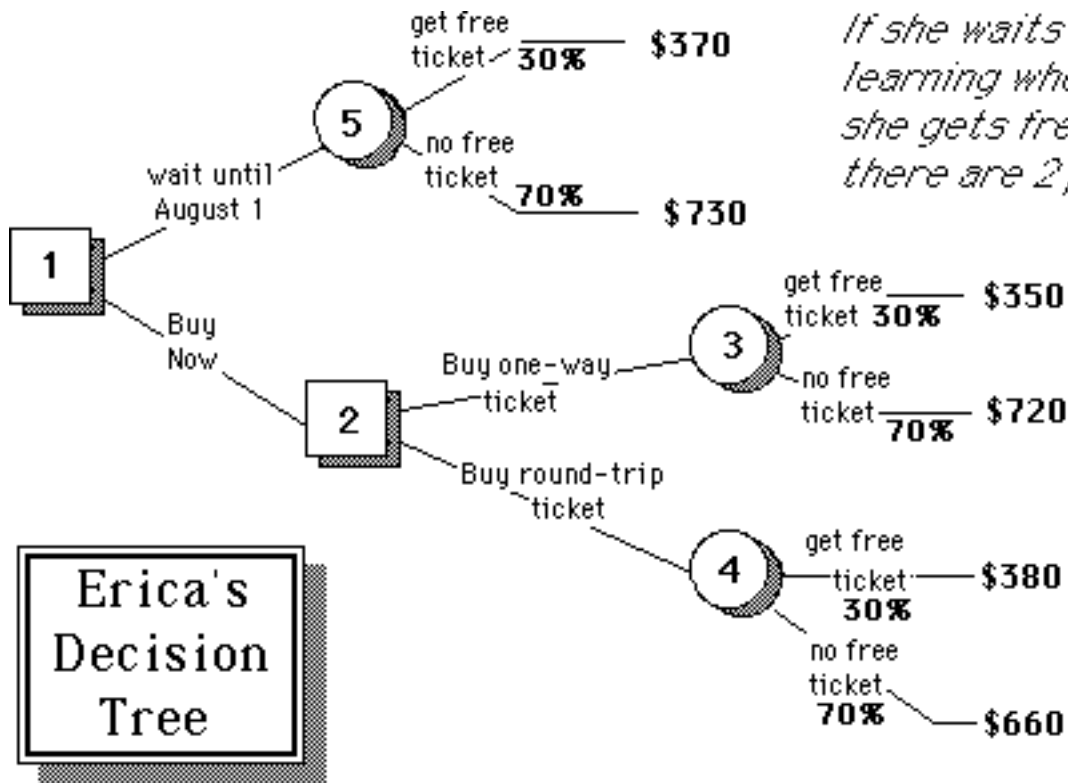 get free
ticket 30% $370
5
no free
ticket
70% $730
wait until
August 1
1
Buy
Now
2
Buy one-way
ticket
3
get free
ticket 30% $350
no free
ticket 70% $720
Buy round-trip
ticket
4
get free
ticket $380
30%
no free
ticket
70% $660
If she waits
learning
she gets
there are 2
Erica's
Decision
Tree